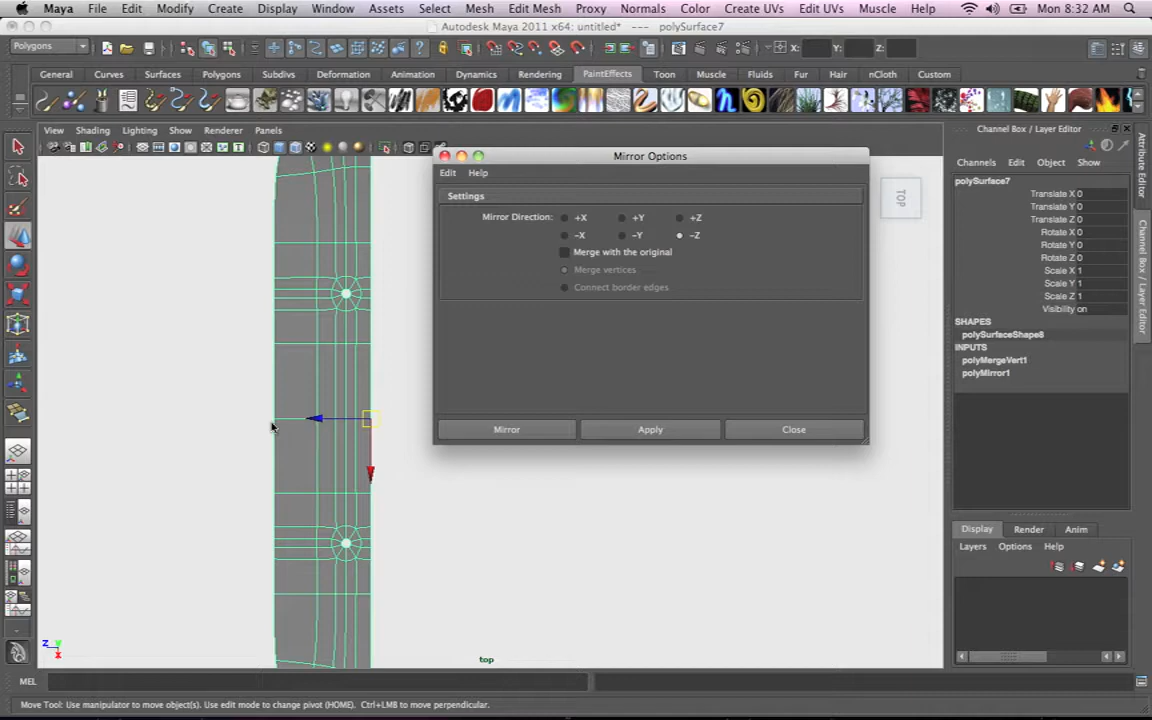 Maya File Edit Modify Create Display Window Assets Select Mesh Edit Mesh Proxy Normals Color Create UVs Edit UVs Muscle Help Mon 8:32 AM
Autodesk Maya 2011 x64: untitled* --- polySurface7
Polygons X: Y: Z:
General Curves Surfaces Polygons Subdivs Deformation Animation Dynamics Rendering PaintEffects Toon Muscle Fluids Fur Hair nCloth Custom
View Shading Lighting Show Renderer Panels
Channel Box / Layer Editor
Mirror Options
Edit Help
Settings
Mirror Direction: +X +Y +Z
-X -Y -Z
Merge with the original
Merge vertices
Connect border edges
Mirror Apply Close
TOP
Channels Edit Object Show
polySurface7
Translate X 0
Translate Y 0
Translate Z 0
Rotate X 0
Rotate Y 0
Rotate Z 0
Scale X 1
Scale Y 1
Scale Z 1
Visibility on
SHAPES
polySurfaceShape8
INPUTS
polyMergeVert1
polyMirror1
Attribute Editor
Channel Box / Layer Editor
Display Render Anim
Layers Options Help
z y
x
top
MEL
Move Tool: Use manipulator to move object(s). Use edit mode to change pivot (HOME). Ctrl+LMB to move perpendicular.